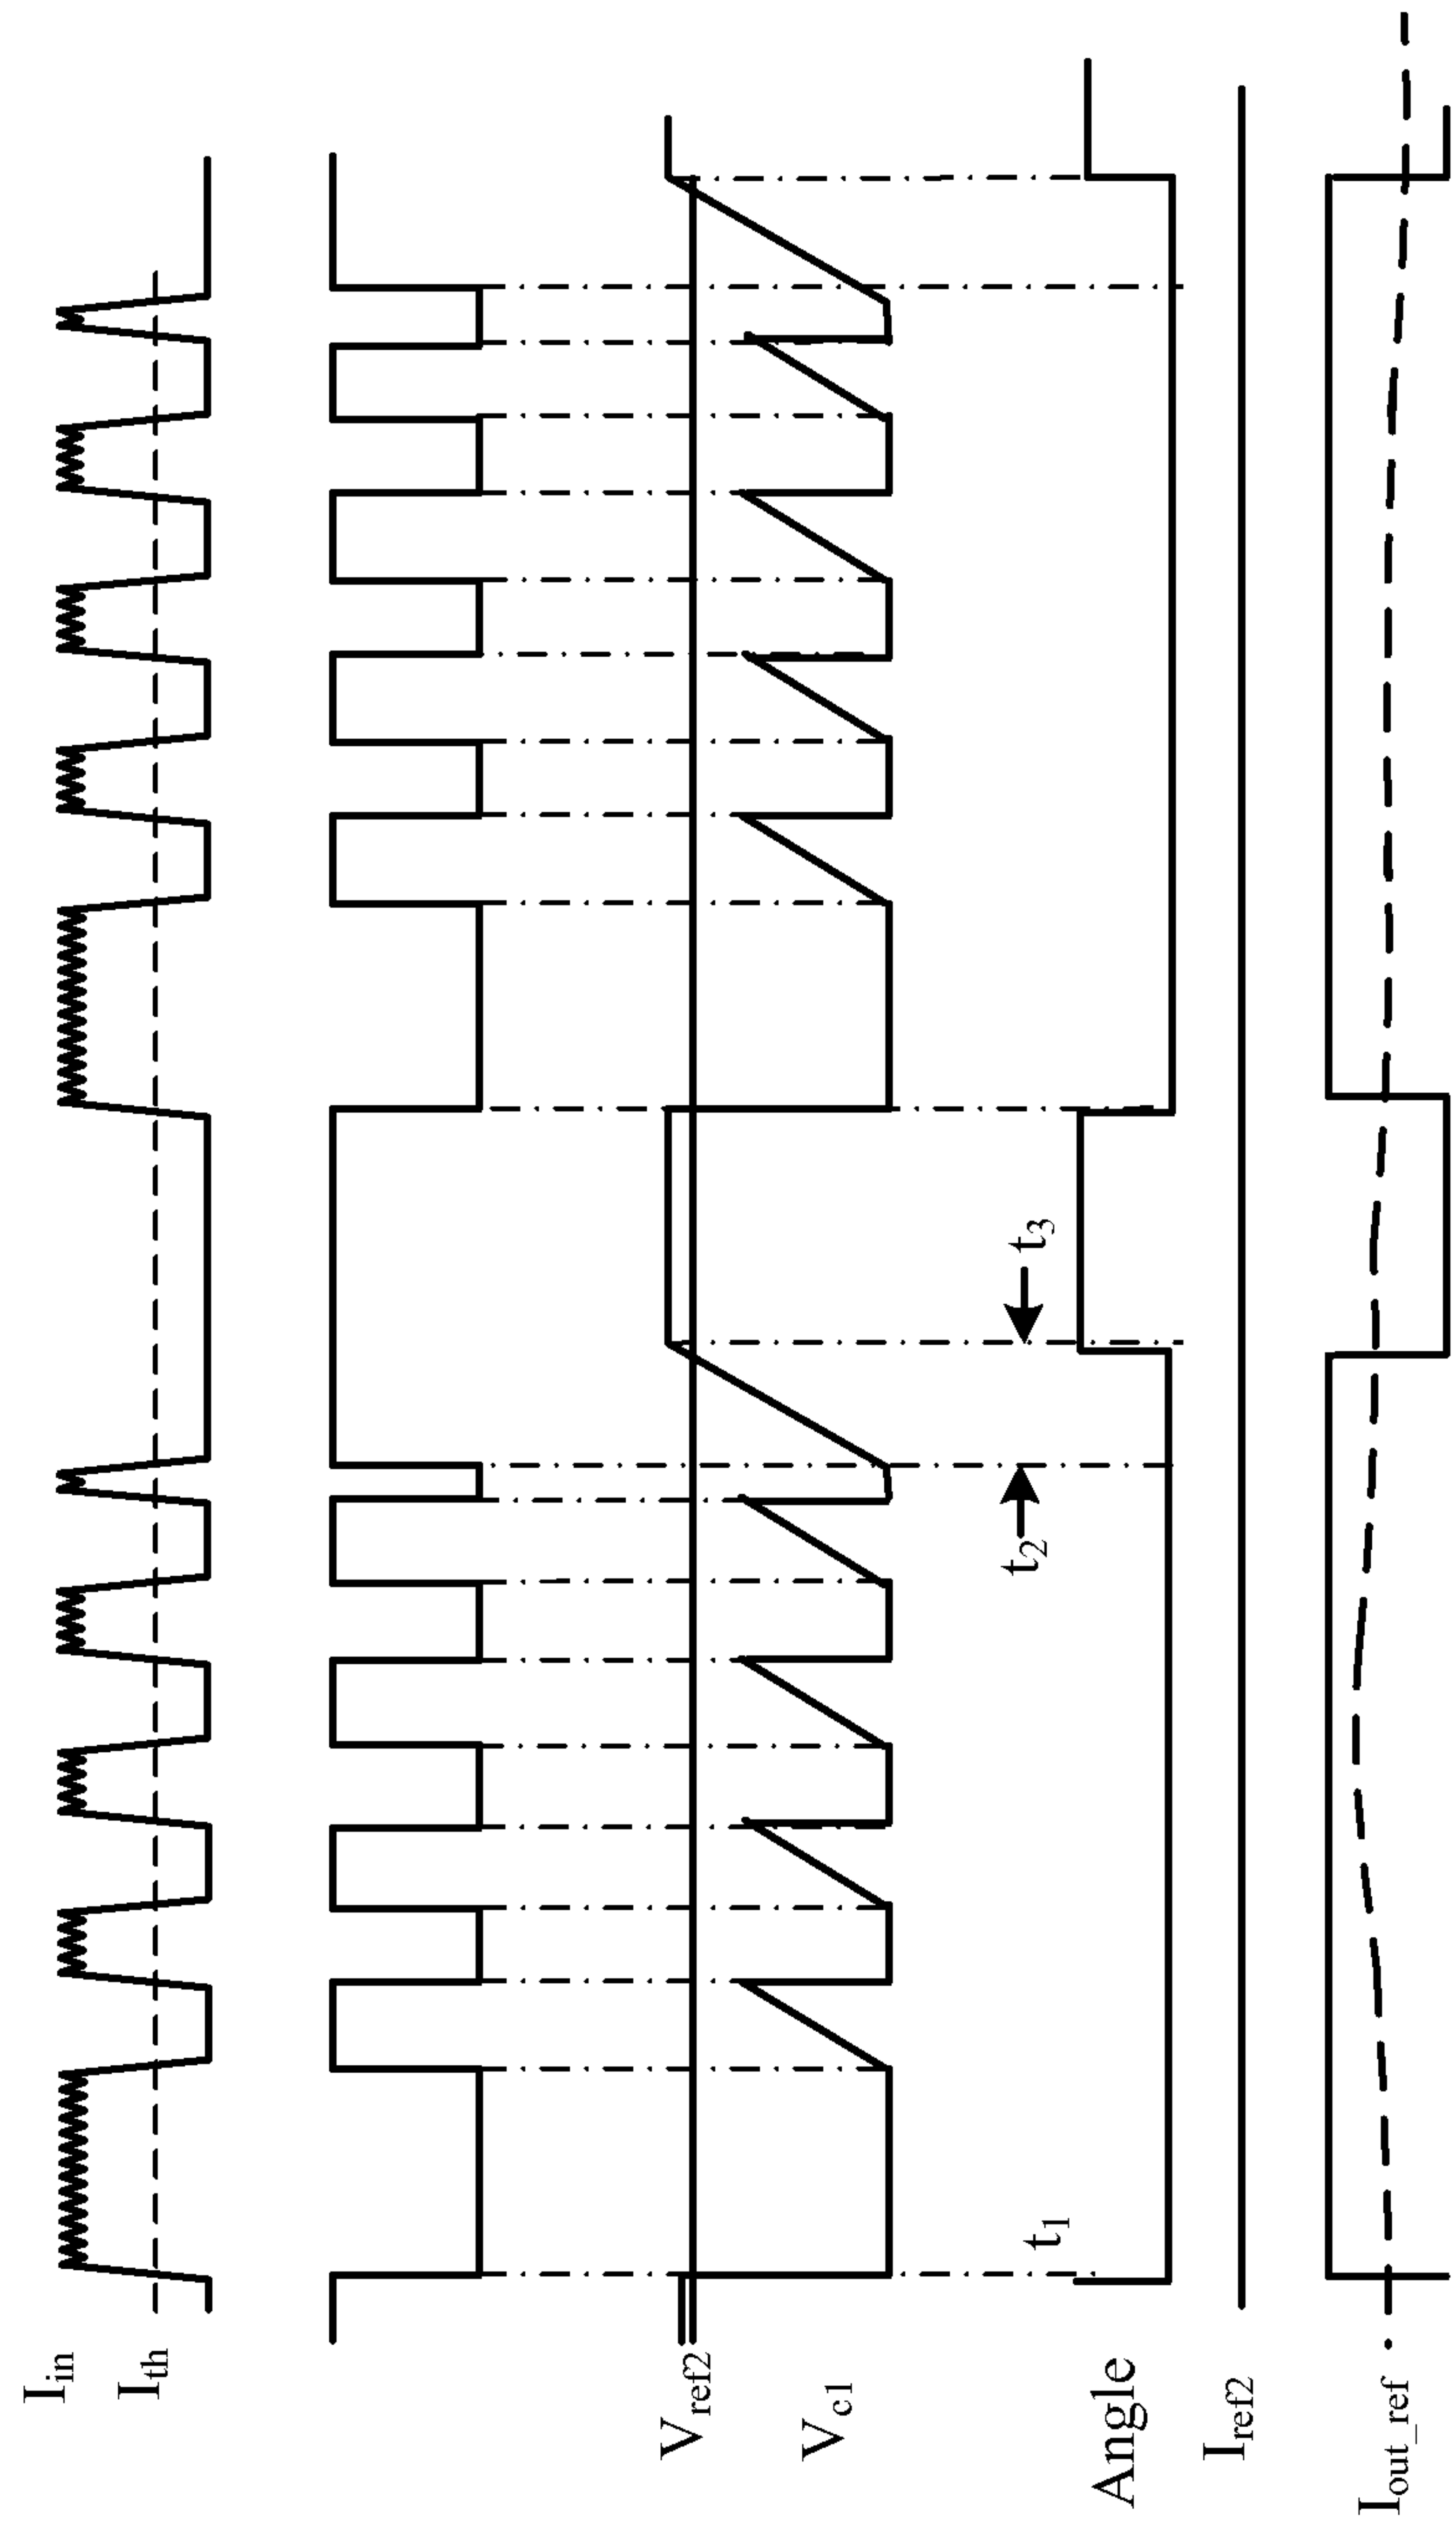 I_in
I_th
V_ref2
V_c1
t_1
t_2
t_3
Angle
I_ref2
I_out_ref